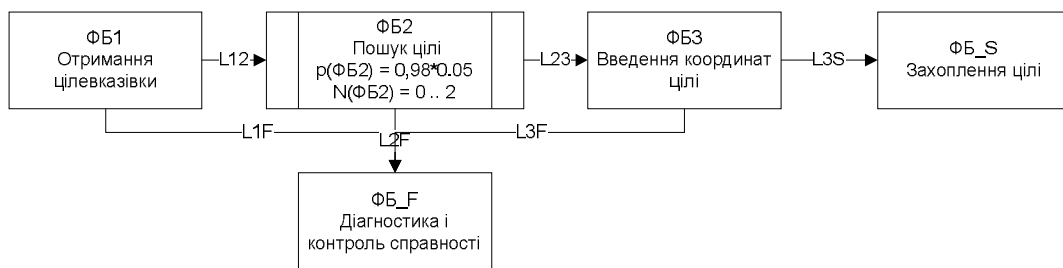 ФБ1
Отримання
цілевказівки
L12
ФБ2
Пошук цілі
p(ФБ2) = 0,98*0.05
N(ФБ2) = 0 .. 2
L23
ФБ3
Введення координат
цілі
L3S
ФБ_S
Захоплення цілі
L1F
L2F
L3F
ФБ_F
Діагностика і
контроль справності